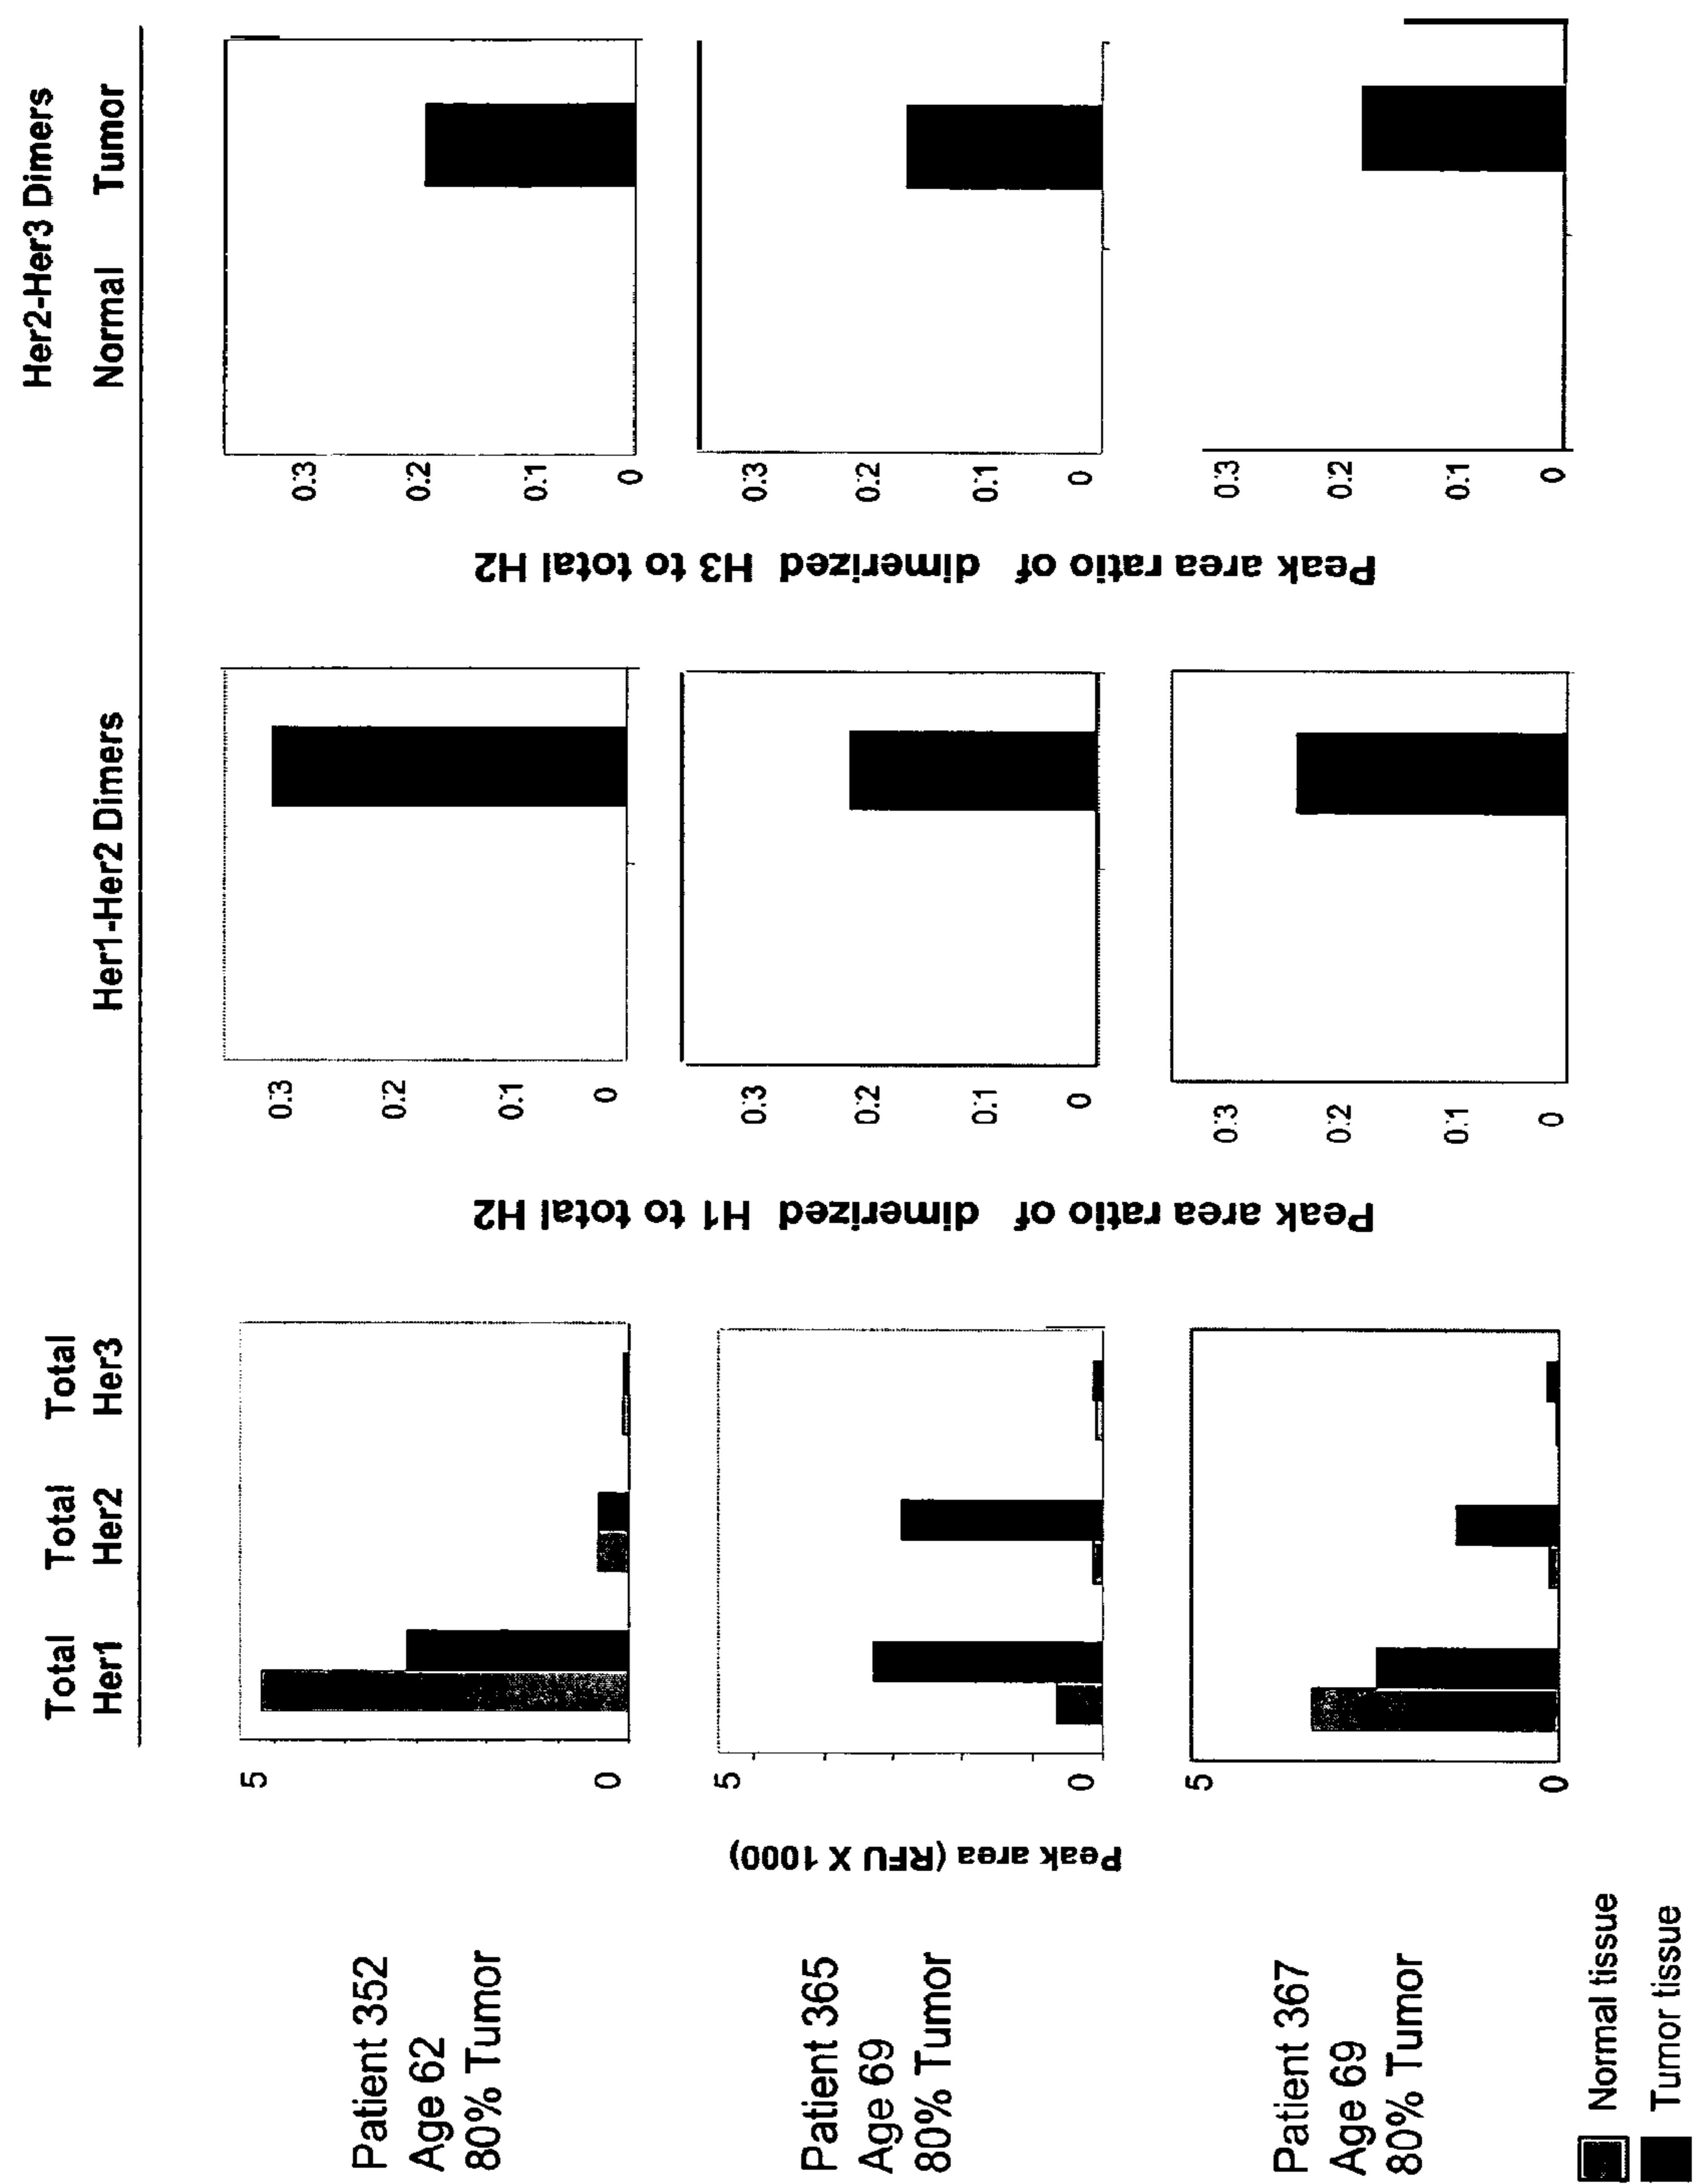 Her2-Her3 Dimers
Total Total Total
Her1 Her2 Her3
Her1-Her2 Dimers
Normal Tumor
Patient 352
Age 62
80% Tumor
5
0
0.3
0.2
0.1
0
0.3
0.2
0.1
0
Patient 365
Age 69
80% Tumor
Peak area (RFU X 1000)
5
0
Peak area ratio of dimerized H1 to total H2
0.3
0.2
0.1
0
Peak area ratio of dimerized H3 to total H2
0.3
0.2
0.1
0
Patient 367
Age 69
80% Tumor
5
0
0.3
0.2
0.1
0
0.3
0.2
0.1
0
Normal tissue
Tumor tissue